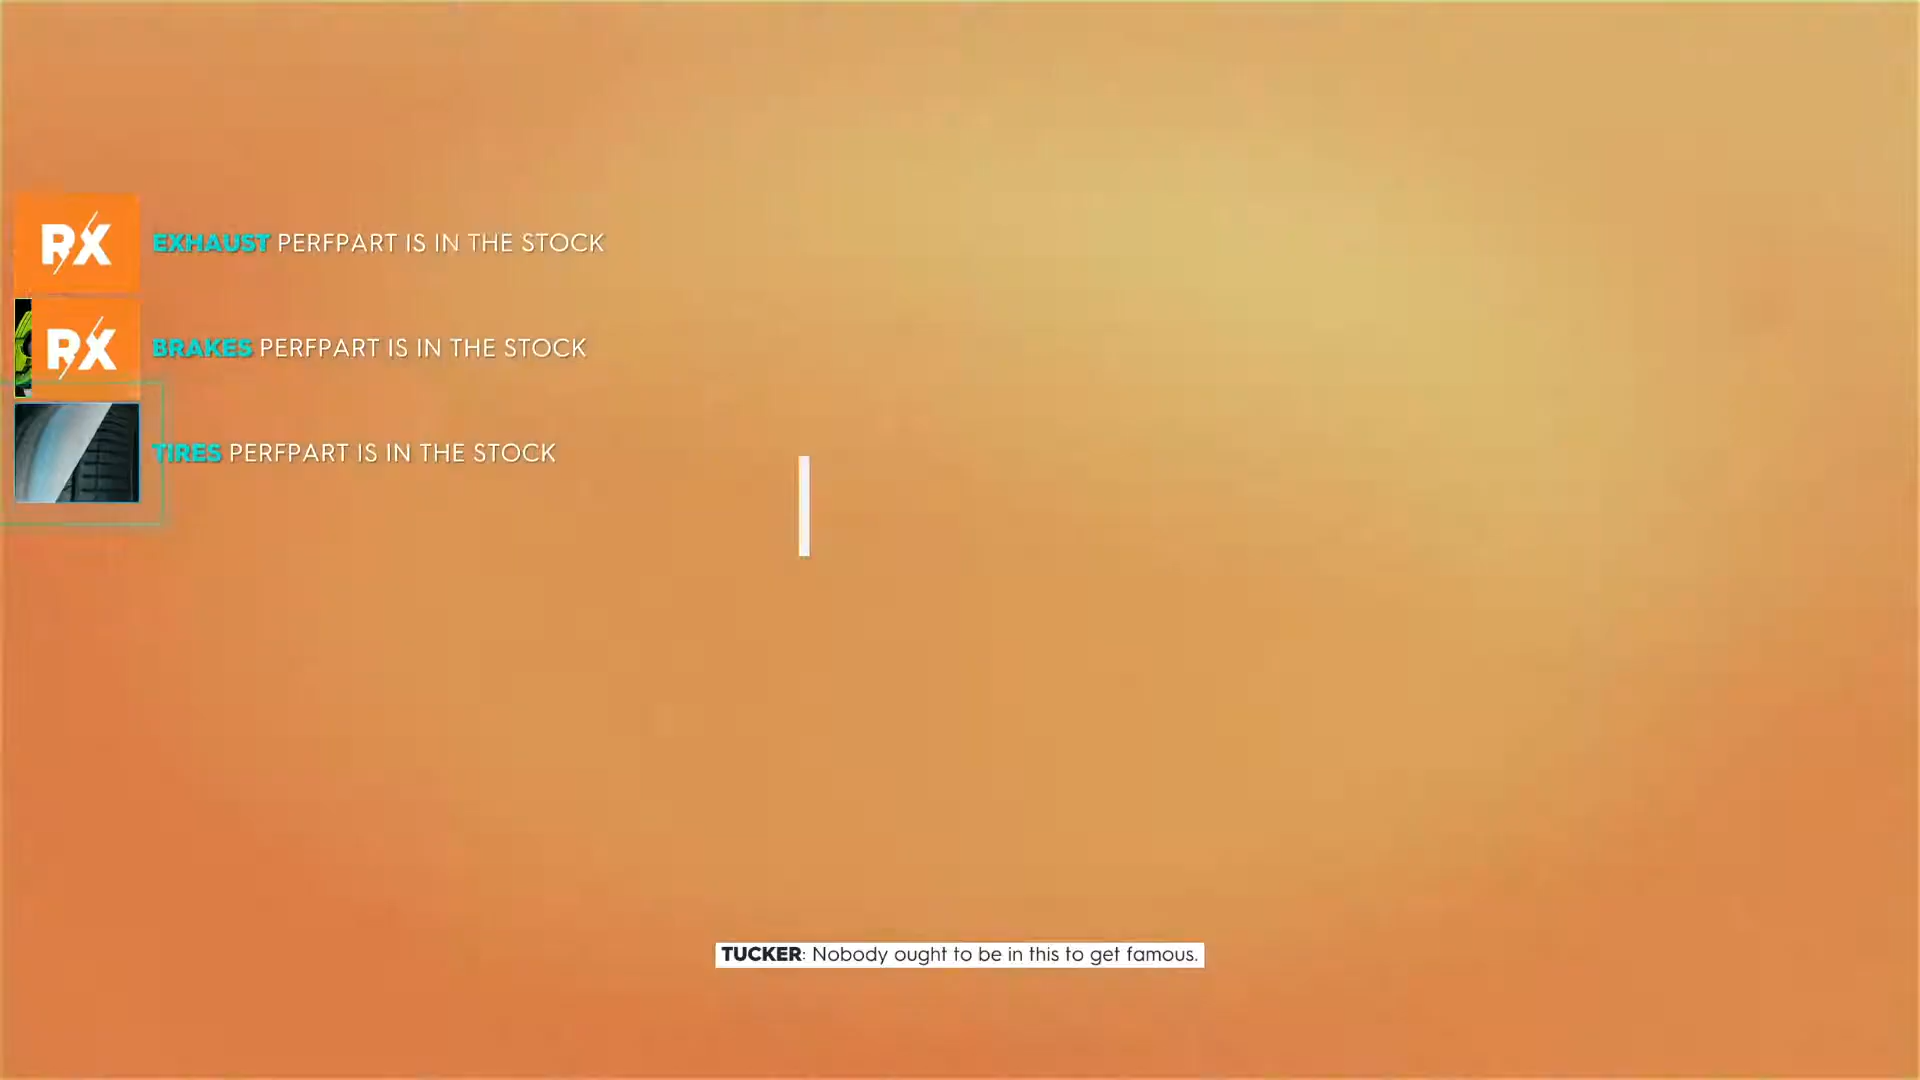 RX
EXHAUST PERFPART IS IN THE STOCK
RX
BRAKES PERFPART IS IN THE STOCK
TIRES PERFPART IS IN THE STOCK
TUCKER: Nobody ought to be in this to get famous.